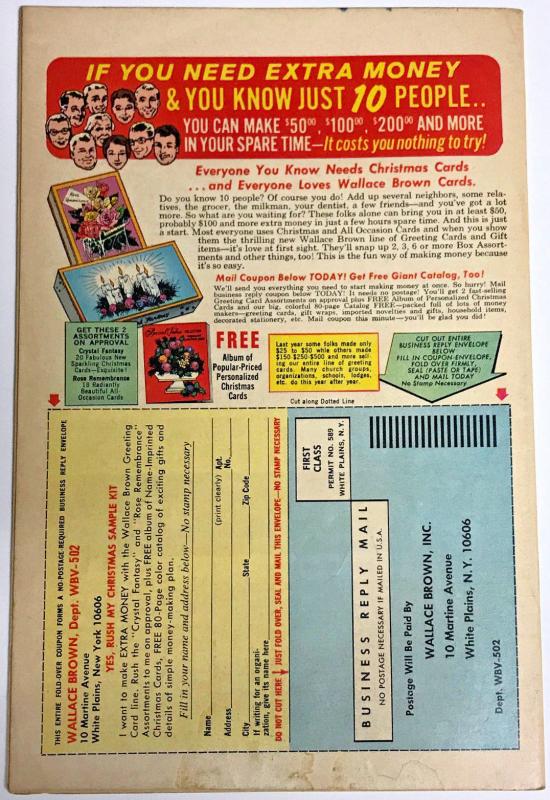 IF YOU NEED EXTRA MONEY
& YOU KNOW JUST 10 PEOPLE..
YOU CAN MAKE $50⁰⁰, $100⁰⁰, $200⁰⁰ AND MORE
IN YOUR SPARE TIME—It costs you nothing to try!
Everyone You Know Needs Christmas Cards
...and Everyone Loves Wallace Brown Cards.
Do you know 10 people? Of course you do! Add up several neighbors, some rela-
tives, the grocer, the milkman, your dentist, a few friends—and you've got a lot
more. So what are you waiting for? These folks alone can bring you in at least $50,
probably $100 and more extra money in just a few hours spare time. And this is just
a start. Most everyone uses Christmas and All Occasion Cards and when you show
them the thrilling new Wallace Brown line of Greeting Cards and Gift
items—it's love at first sight. They'll snap up 2, 3, 6 or more Box Assort-
ments and other things, too! This is the fun way of making money because
it's so easy.
Mail Coupon Below TODAY! Get Free Giant Catalog, Too!
We'll send you everything you need to start making money at once. So hurry! Mail
business reply coupon below TODAY! It needs no postage! You'll get 2 fast-selling
Greeting Card Assortments on approval plus FREE Album of Personalized Christmas
Cards and our big, colorful 80-page Catalog FREE—packed full of lots of money
makers—greeting cards, gift wraps, imported novelties and gifts, household items,
decorated stationery, etc. Mail coupon this minute—you'll be glad you did!
GET THESE 2
ASSORTMENTS
ON APPROVAL
Crystal Fantasy
20 Fabulous New
Sparkling Christmas
Cards—Exquisite!
Rose Remembrance
18 Radiantly
Beautiful All-
Occasion Cards
FREE
Album of
Popular-Priced
Personalized
Christmas
Cards
Last year some folks made only
$25 to $50 while others made
$150-$250-$500 and more sell-
ing our entire line of greeting
cards. Many church groups,
organizations, schools, lodges,
etc. do this year after year.
CUT OUT ENTIRE
BUSINESS REPLY ENVELOPE
BELOW
FILL IN COUPON-ENVELOPE,
FOLD OVER FIRMLY,
SEAL (PASTE OR TAPE)
AND MAIL TODAY
No Stamp Necessary
Cut along Dotted Line
THIS ENTIRE FOLD-OVER COUPON FORMS A NO-POSTAGE-REQUIRED BUSINESS REPLY ENVELOPE
WALLACE BROWN, Dept. WBV-502
10 Martine Avenue
White Plains, New York 10606
YES, RUSH MY CHRISTMAS SAMPLE KIT
I want to make EXTRA MONEY with the Wallace Brown Greeting
Card line. Rush the "Crystal Fantasy" and "Rose Remembrance"
Assortments to me on approval, plus FREE album of Name-Imprinted
Christmas Cards, FREE 80-Page color catalog of exciting gifts and
details of simple money-making plan.
Fill in your name and address below—No stamp necessary
Name
(print clearly)
Apt.
No.
Address
City
State
Zip Code
If writing for an organi-
zation, give its name here
DO NOT CUT HERE JUST FOLD OVER, SEAL AND MAIL THIS ENVELOPE—NO STAMP NECESSARY
FIRST
CLASS
PERMIT NO. 589
WHITE PLAINS, N.Y.
BUSINESS REPLY MAIL
NO POSTAGE NECESSARY IF MAILED IN U.S.A.
Postage Will Be Paid By
WALLACE BROWN, INC.
10 Martine Avenue
White Plains, N.Y. 10606
Dept. WBV-502